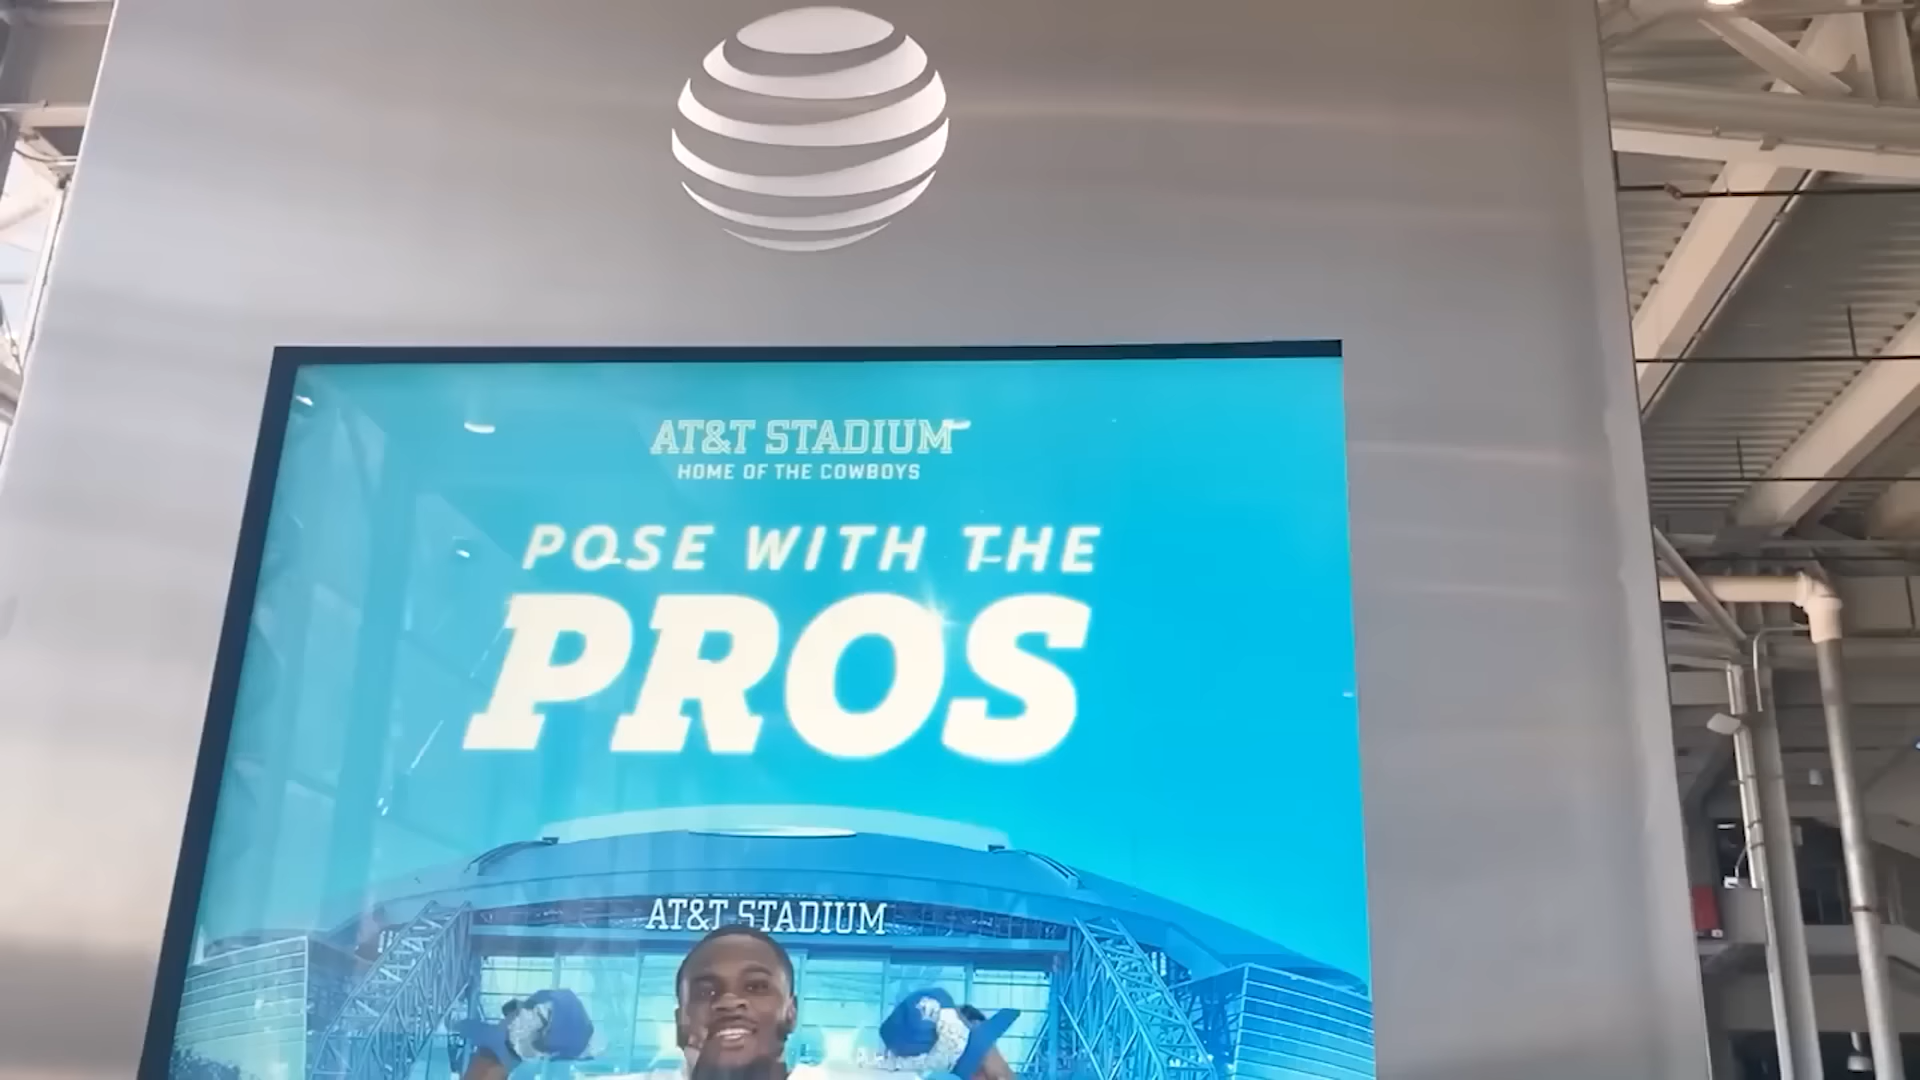 AT&T STADIUM
HOME OF THE COWBOYS
POSE WITH THE
PROS
AT&T STADIUM